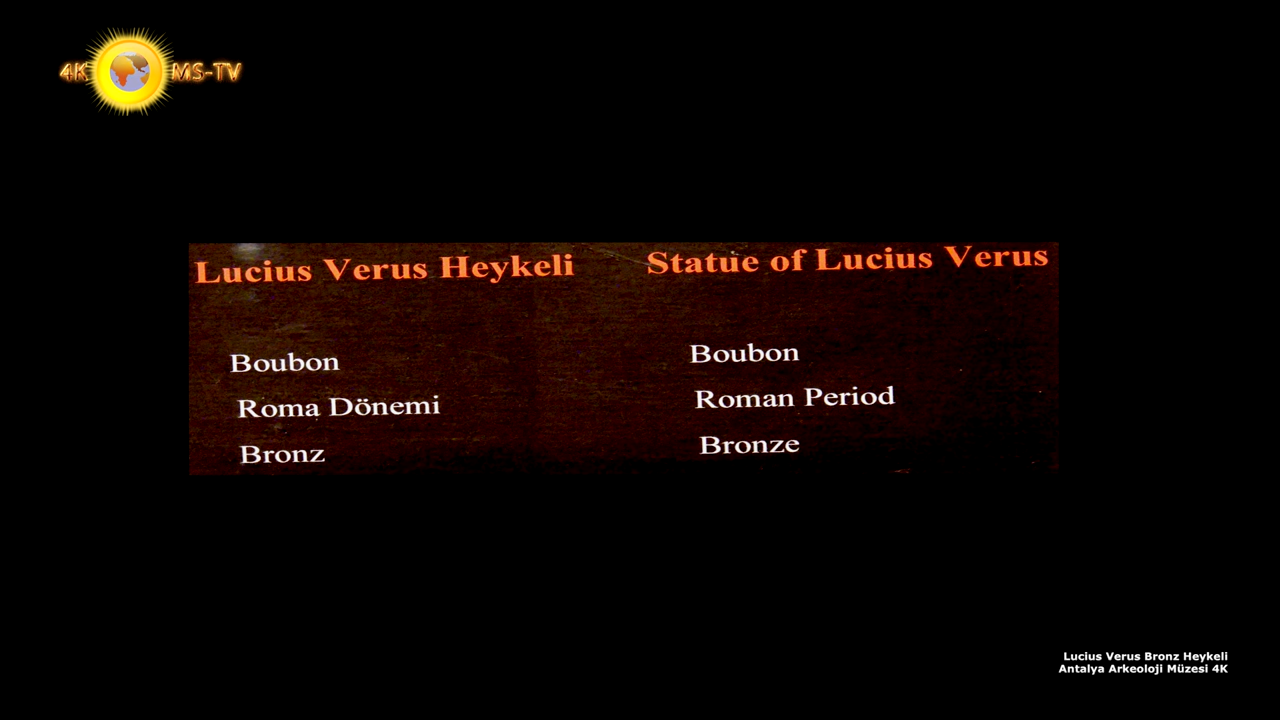 4K MS-TV
Lucius Verus Heykeli
Boubon
Roma Dönemi
Bronz
Statue of Lucius Verus
Boubon
Roman Period
Bronze
Lucius Verus Bronz Heykeli
Antalya Arkeoloji Müzesi 4K